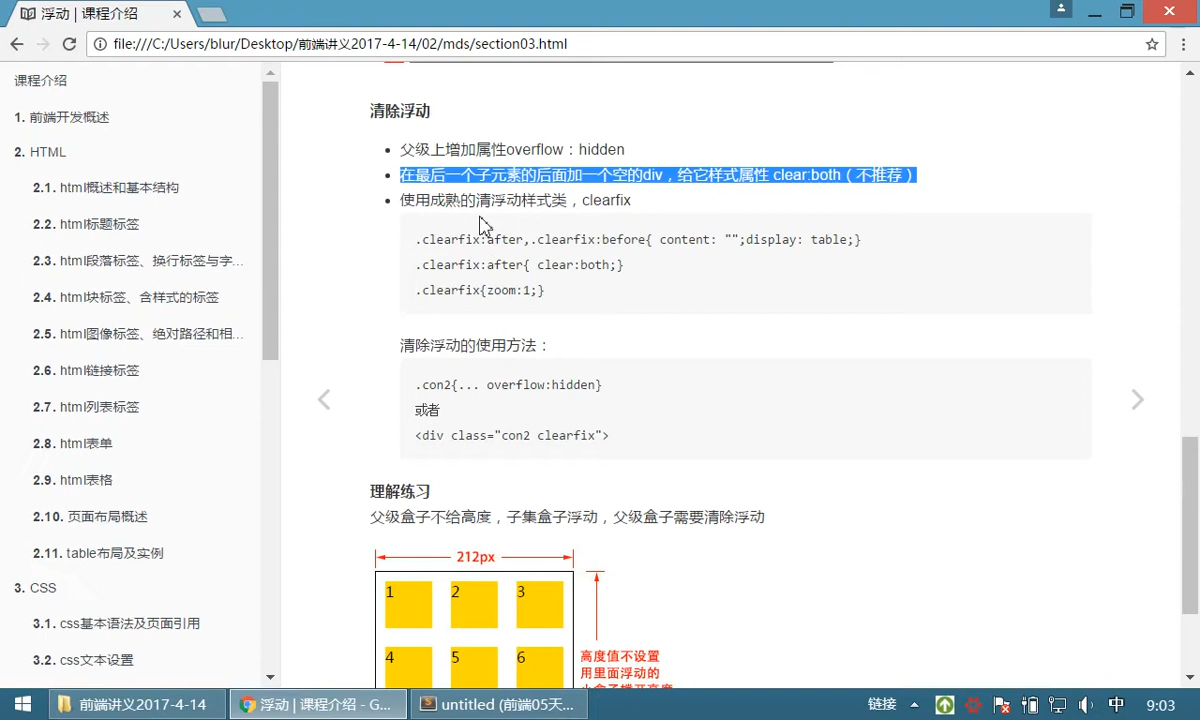 浮动 | 课程介绍
file:///C:/Users/blur/Desktop/前端讲义2017-4-14/02/mds/section03.html
课程介绍
1. 前端开发概述
2. HTML
2.1. html概述和基本结构
2.2. html标题标签
2.3. html段落标签、换行标签与字...
2.4. html块标签、含样式的标签
2.5. html图像标签、绝对路径和相...
2.6. html链接标签
2.7. html列表标签
2.8. html表单
2.9. html表格
2.10. 页面布局概述
2.11. table布局及实例
3. CSS
3.1. css基本语法及页面引用
3.2. css文本设置
清除浮动
父级上增加属性overflow：hidden
在最后一个子元素的后面加一个空的div，给它样式属性 clear:both（不推荐）
使用成熟的清浮动样式类，clearfix
.clearfix:after,.clearfix:before{ content: "";display: table;}
.clearfix:after{ clear:both;}
.clearfix{zoom:1;}
清除浮动的使用方法：
.con2{... overflow:hidden}
或者
<div class="con2 clearfix">
理解练习
父级盒子不给高度，子集盒子浮动，父级盒子需要清除浮动
212px
1 2 3
4 5 6
高度值不设置
用里面浮动的
前端讲义2017-4-14
浮动 | 课程介绍 - G...
untitled (前端05天...
链接
中
9:03